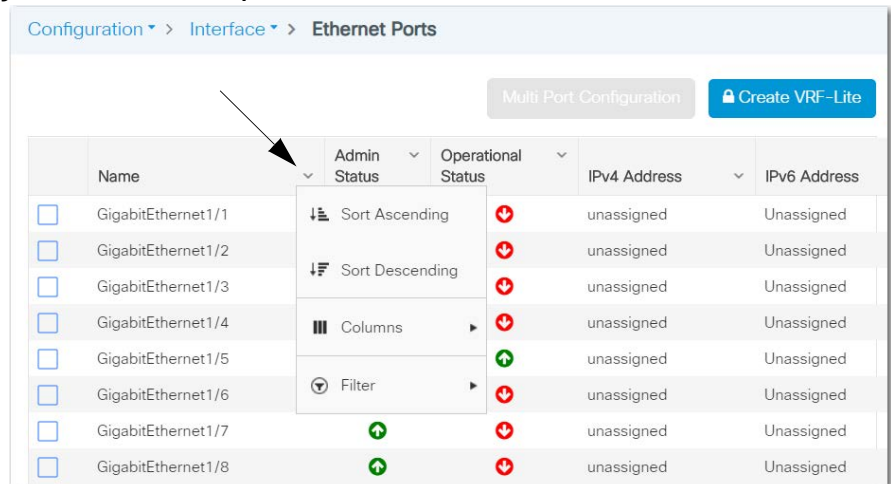 Configuration > Interface > Ethernet Ports
Multi Port Configuration Create VRF-Lite
Name Admin Status Operational Status IPv4 Address IPv6 Address
GigabitEthernet1/1 unassigned Unassigned
Sort Ascending
GigabitEthernet1/2 unassigned Unassigned
Sort Descending
GigabitEthernet1/3 unassigned Unassigned
GigabitEthernet1/4 unassigned Unassigned
Columns
GigabitEthernet1/5 unassigned Unassigned
GigabitEthernet1/6 unassigned Unassigned
Filter
GigabitEthernet1/7 unassigned Unassigned
GigabitEthernet1/8 unassigned Unassigned